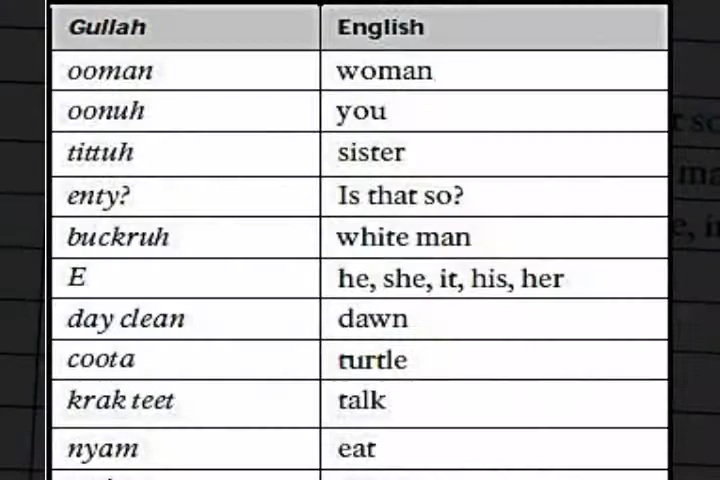 Gullah English
ooman woman
oonuh you
tittuh sister
enty? Is that so?
buckruh white man
E he, she, it, his, her
day clean dawn
coota turtle
krak teet talk
nyam eat